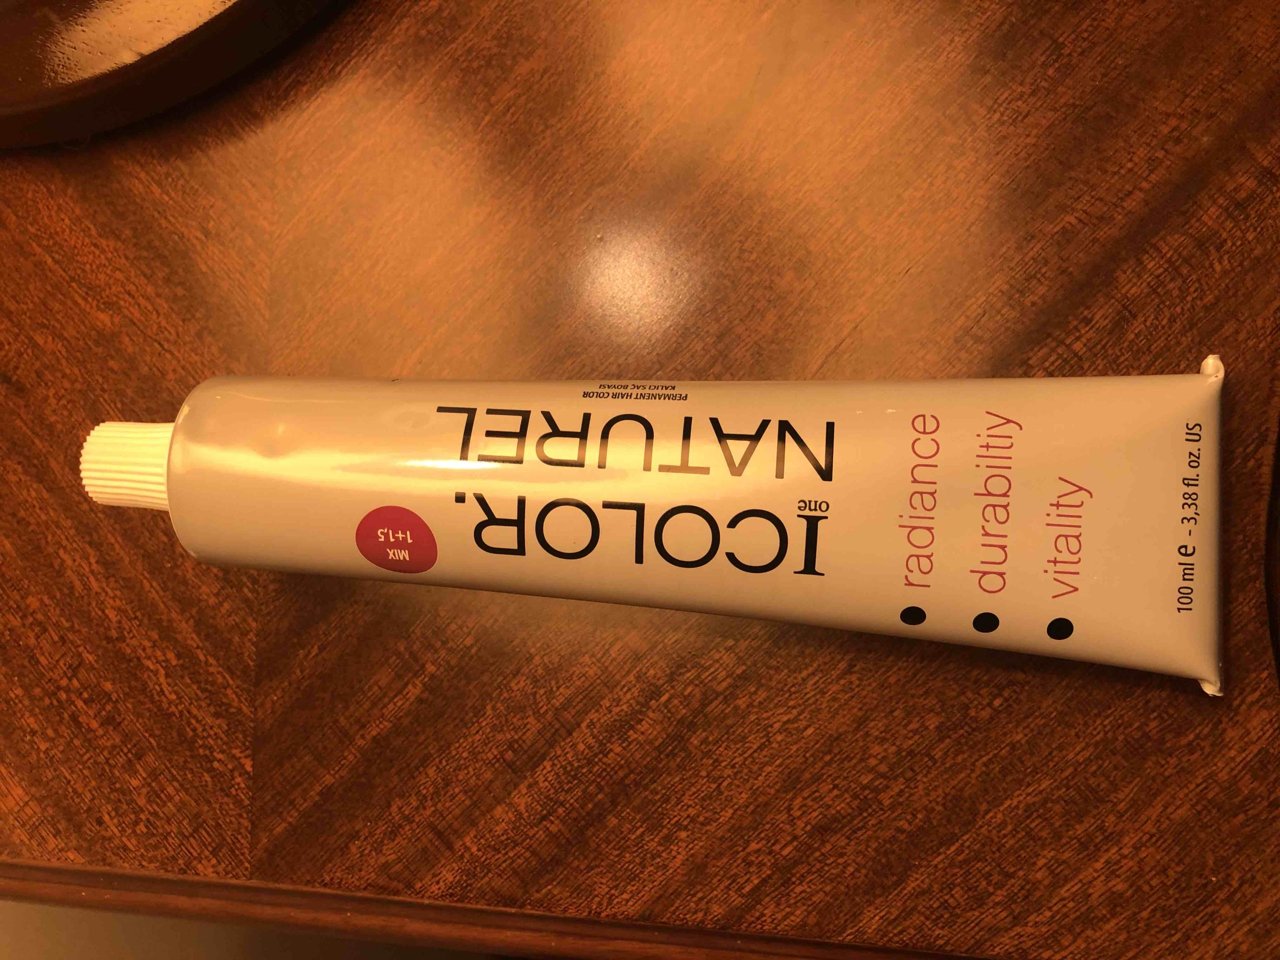 MIX
1+1,5
ICOLOR.
one
NATUREL
PERMANENT HAIR COLOR
KALICI SAÇ BOYASI
● radiance
● durabiltiy
● vitality
100 ml e - 3,38 fl. oz. US